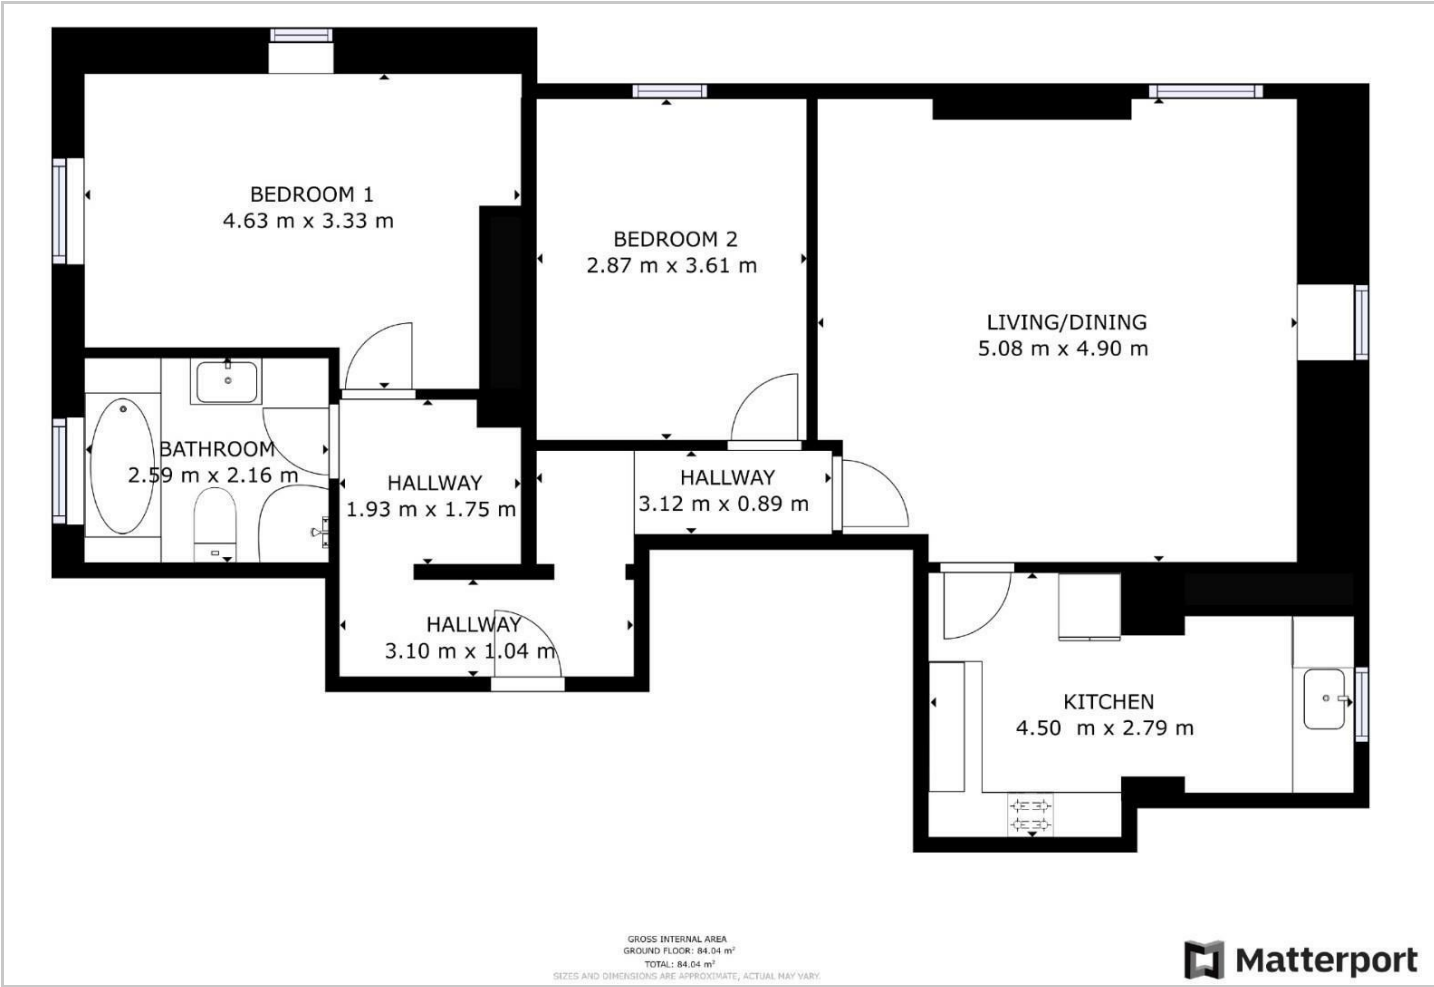 BEDROOM 1
4.63 m x 3.33 m
BEDROOM 2
2.87 m x 3.61 m
LIVING/DINING
5.08 m x 4.90 m
BATHROOM
2.59 m x 2.16 m
HALLWAY
1.93 m x 1.75 m
HALLWAY
3.12 m x 0.89 m
HALLWAY
3.10 m x 1.04 m
KITCHEN
4.50 m x 2.79 m
GROSS INTERNAL AREA
GROUND FLOOR: 84.04 m²
TOTAL: 84.04 m²
SIZES AND DIMENSIONS ARE APPROXIMATE, ACTUAL MAY VARY.
Matterport